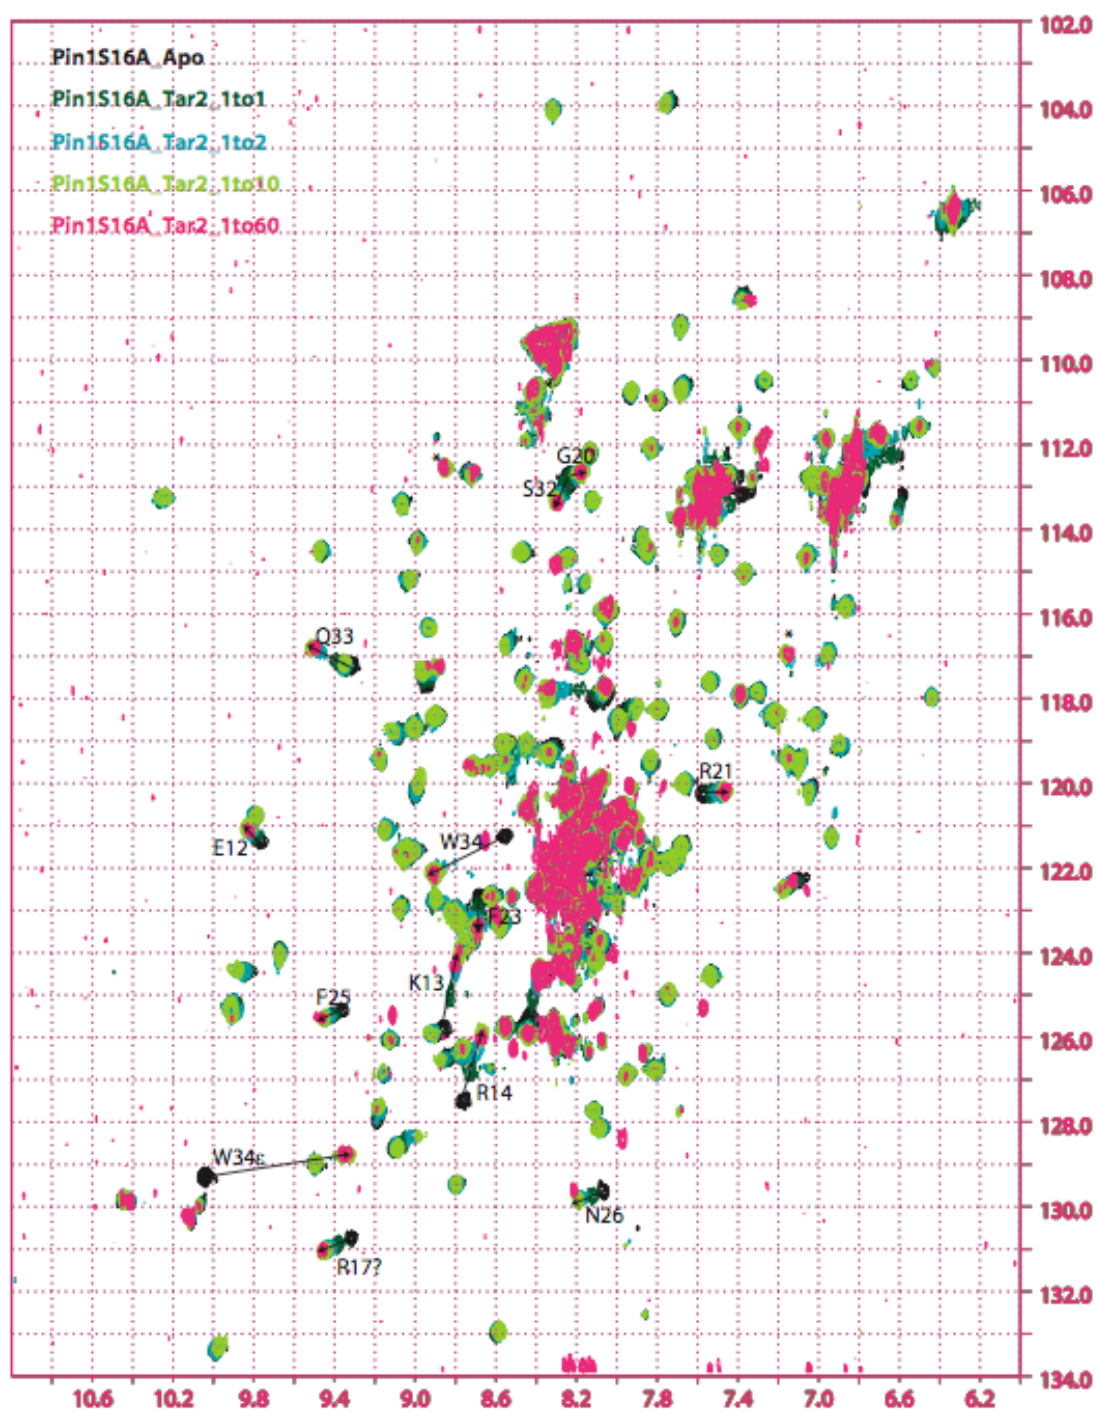 102.0
Pin1S16A_Apo
Pin1S16A_Tar2_1to1
104.0
Pin1S16A_Tar2_1to2
Pin1S16A_Tar2_1to10
106.0
Pin1S16A_Tar2_1to60
108.0
110.0
112.0
G20
S32
114.0
116.0
*
Q33
118.0
R21
120.0
W34
E12
122.0
F23
124.0
K13
F25
126.0
R14
128.0
W34ε
130.0
N26
R17?
132.0
134.0
10.6 10.2 9.8 9.4 9.0 8.6 8.2 7.8 7.4 7.0 6.6 6.2